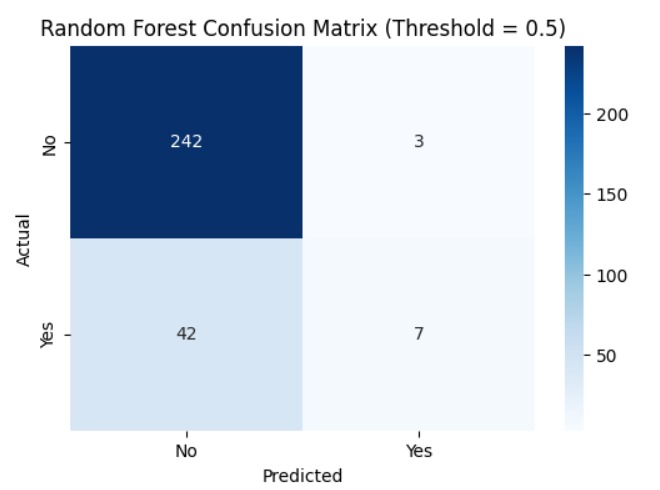 Random Forest Confusion Matrix (Threshold = 0.5)
No
242
3
200
150
Actual
100
Yes
42
7
50
No
Yes
Predicted